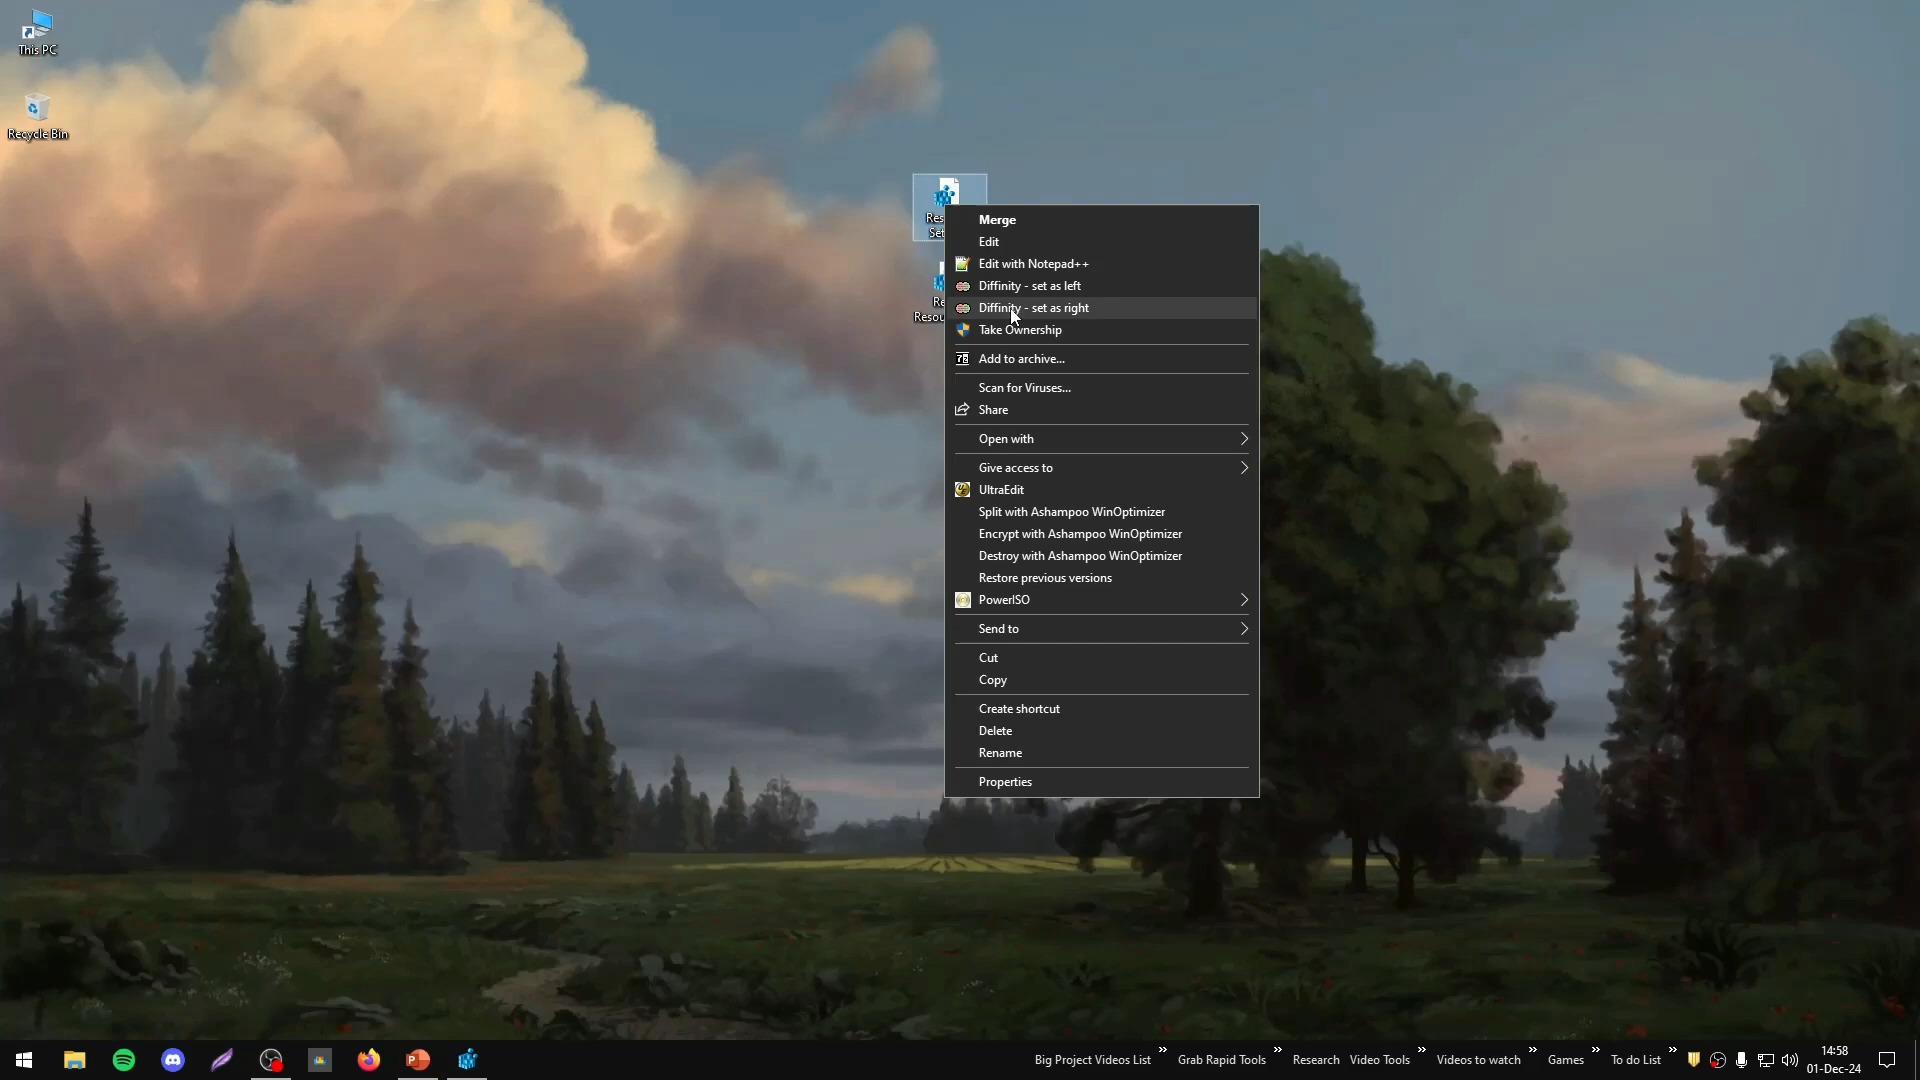 This PC
Recycle Bin
Merge
Edit
Edit with Notepad++
Diffinity - set as left
Diffinity - set as right
Take Ownership
Add to archive...
Scan for Viruses...
Share
Open with
Give access to
UltraEdit
Split with Ashampoo WinOptimizer
Encrypt with Ashampoo WinOptimizer
Destroy with Ashampoo WinOptimizer
Restore previous versions
PowerISO
Send to
Cut
Copy
Create shortcut
Delete
Rename
Properties
Big Project Videos List » Grab Rapid Tools » Research Video Tools » Videos to watch » Games » To do List »
14:58
01-Dec-24